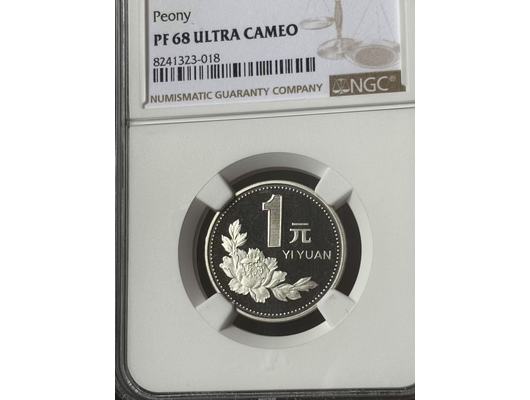 Peony
PF 68 ULTRA CAMEO
8241323-018
NUMISMATIC GUARANTY COMPANY
NGC®
1元
YI YUAN